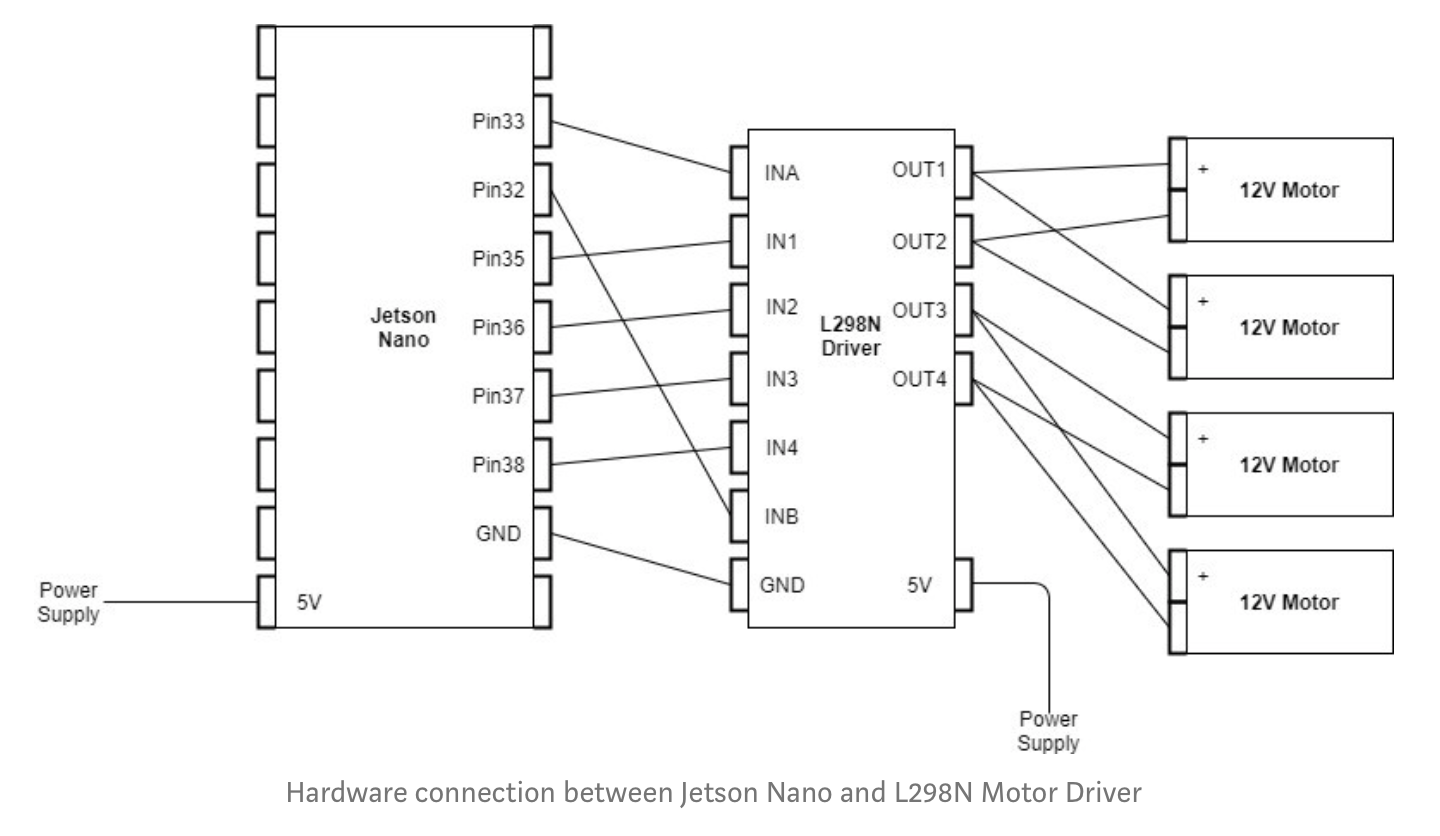 Pin33
Pin32
Pin35
Pin36
Pin37
Pin38
GND
Jetson
Nano
5V
Power
Supply
INA
IN1
IN2
IN3
IN4
INB
GND
OUT1
OUT2
OUT3
OUT4
L298N
Driver
5V
Power
Supply
+
12V Motor
+
12V Motor
+
12V Motor
+
12V Motor
Hardware connection between Jetson Nano and L298N Motor Driver